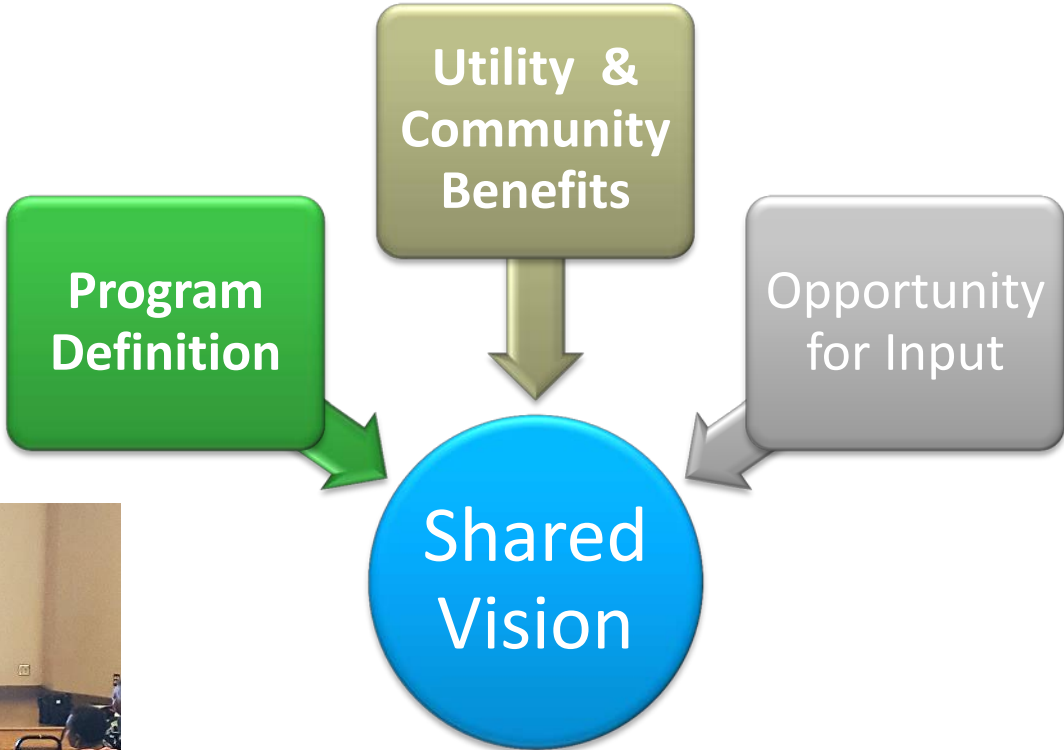 Utility &
Community
Benefits
Program
Definition
Opportunity
for Input
Shared
Vision